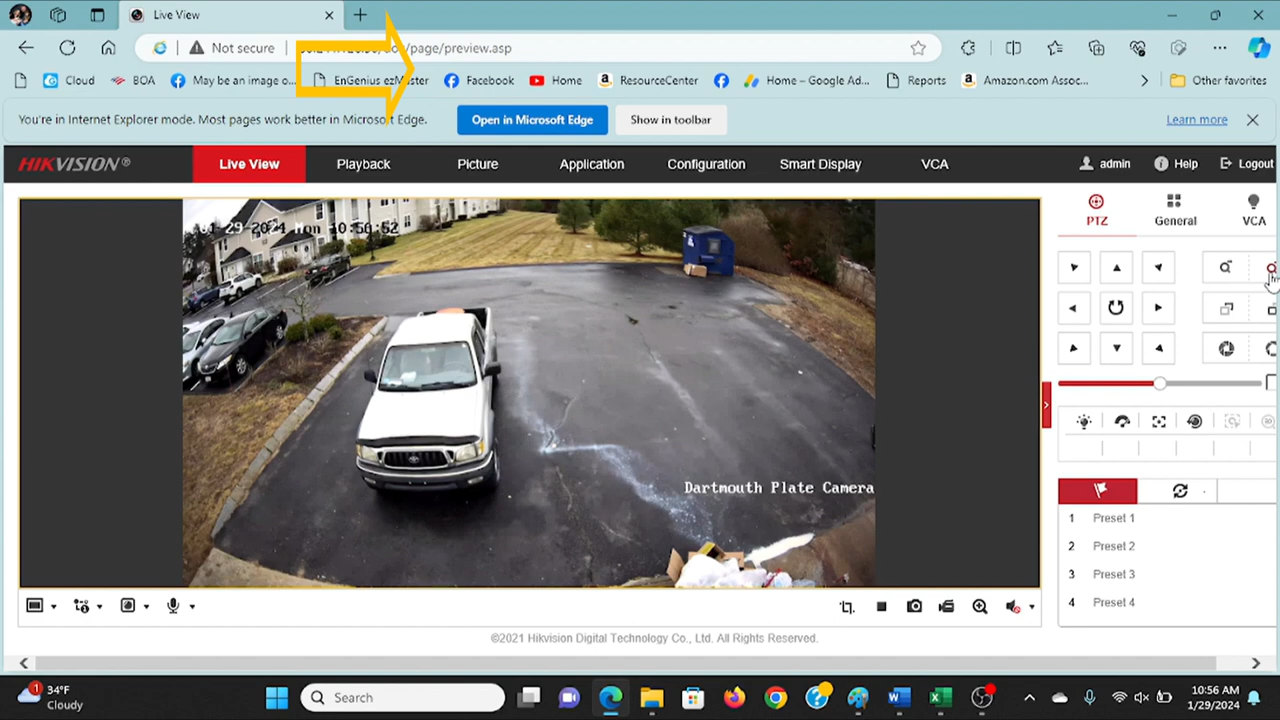 Live View
Not secure
/page/preview.asp
Cloud
BOA
May be an image o...
EnGenius ezMaster
Facebook
Home
ResourceCenter
Home – Google Ad...
Reports
Amazon.com Assoc...
Other favorites
You're in Internet Explorer mode. Most pages work better in Microsoft Edge.
Open in Microsoft Edge
Show in toolbar
Learn more
HIKVISION®
Live View
Playback
Picture
Application
Configuration
Smart Display
VCA
admin
Help
Logout
01-29-2024 Mon 10:56:52
Dartmouth Plate Camera
PTZ
General
VCA
1 Preset 1
2 Preset 2
3 Preset 3
4 Preset 4
©2021 Hikvision Digital Technology Co., Ltd. All Rights Reserved.
1
34°F
Cloudy
Search
10:56 AM
1/29/2024